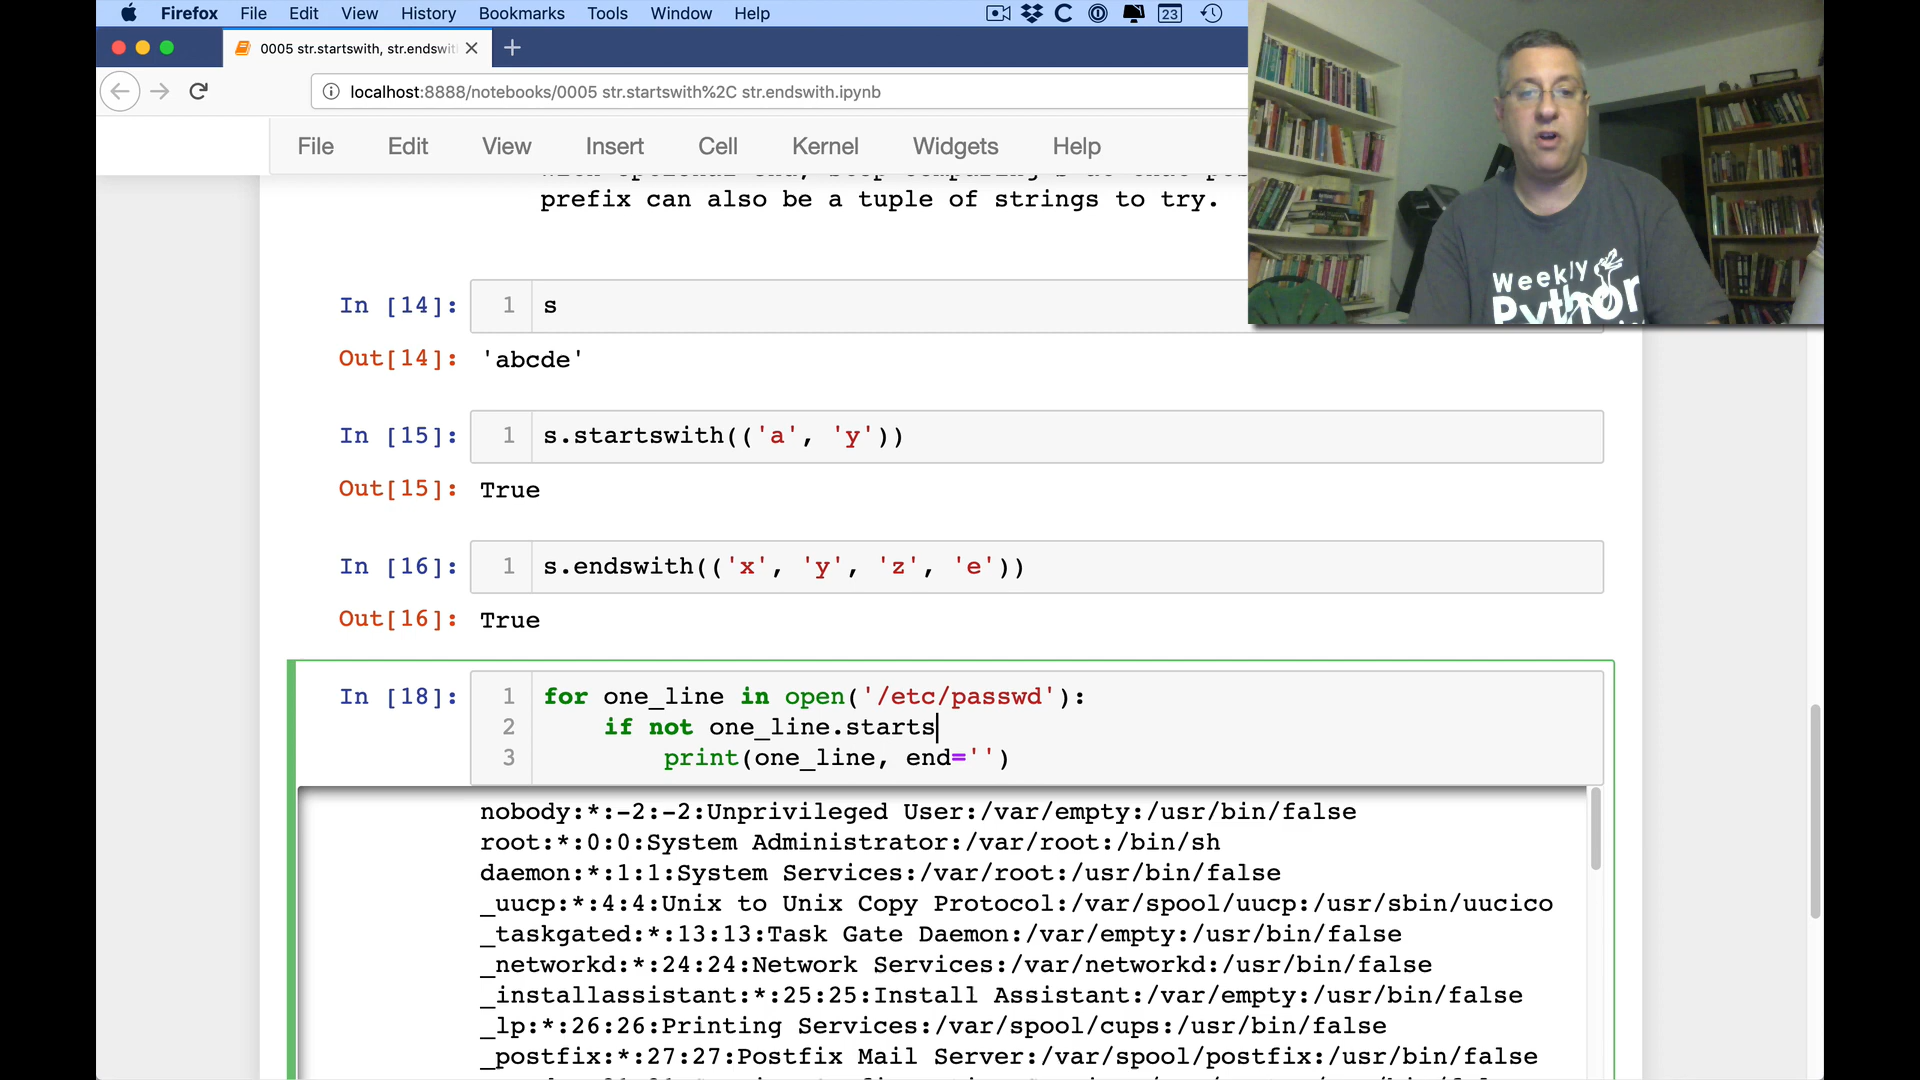 Firefox File Edit View History Bookmarks Tools Window Help
23
0005 str.startswith, str.endswit
localhost:8888/notebooks/0005 str.startswith%2C str.endswith.ipynb
File Edit View Insert Cell Kernel Widgets Help
prefix can also be a tuple of strings to try.
Weekly
Python
In [14]: 1 s
Out[14]: 'abcde'
In [15]: 1 s.startswith(('a', 'y'))
Out[15]: True
In [16]: 1 s.endswith(('x', 'y', 'z', 'e'))
Out[16]: True
In [18]: 1 for one_line in open('/etc/passwd'):
2 if not one_line.starts
3 print(one_line, end='')
nobody:*:-2:-2:Unprivileged User:/var/empty:/usr/bin/false
root:*:0:0:System Administrator:/var/root:/bin/sh
daemon:*:1:1:System Services:/var/root:/usr/bin/false
_uucp:*:4:4:Unix to Unix Copy Protocol:/var/spool/uucp:/usr/sbin/uucico
_taskgated:*:13:13:Task Gate Daemon:/var/empty:/usr/bin/false
_networkd:*:24:24:Network Services:/var/networkd:/usr/bin/false
_installassistant:*:25:25:Install Assistant:/var/empty:/usr/bin/false
_lp:*:26:26:Printing Services:/var/spool/cups:/usr/bin/false
_postfix:*:27:27:Postfix Mail Server:/var/spool/postfix:/usr/bin/false